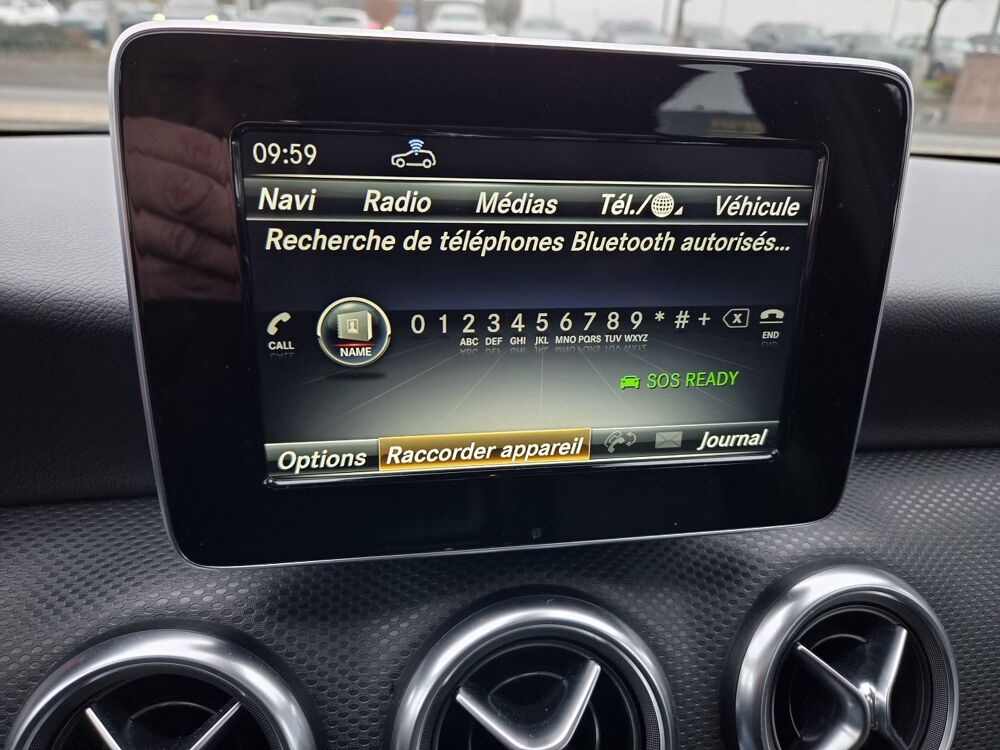 09:59
Navi Radio Médias Tél./ Véhicule
Recherche de téléphones Bluetooth autorisés...
CALL NAME 0 1 2 3 4 5 6 7 8 9 * # + X END
ABC DEF GHI JKL MNO PQRS TUV WXYZ
SOS READY
Options Raccorder appareil Journal